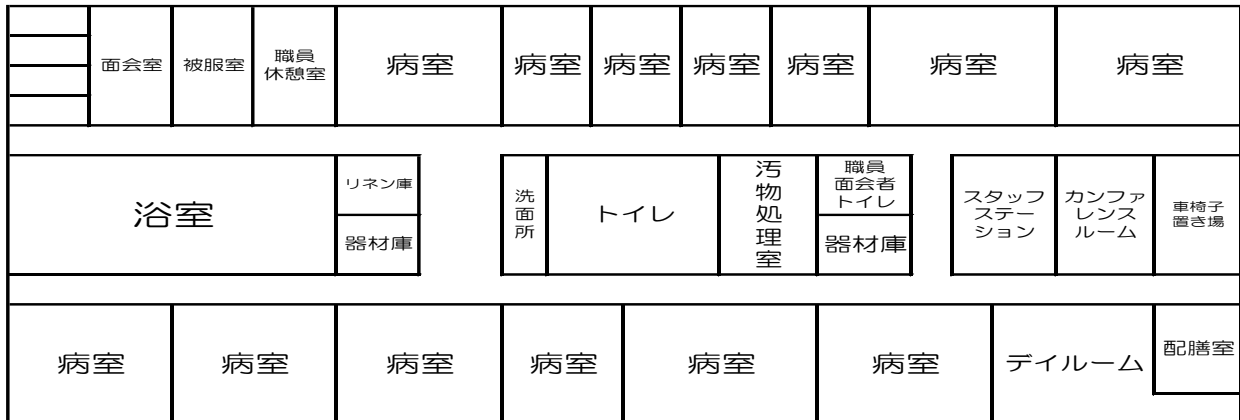 面会室
被服室
職員
休憩室
病室
病室
病室
病室
病室
病室
病室
浴室
リネン庫
器材庫
洗面所
トイレ
汚物処理室
職員
面会者
トイレ
器材庫
スタッフ
ステー
ション
カンファ
レンス
ルーム
車椅子
置き場
病室
病室
病室
病室
病室
病室
デイルーム
配膳室